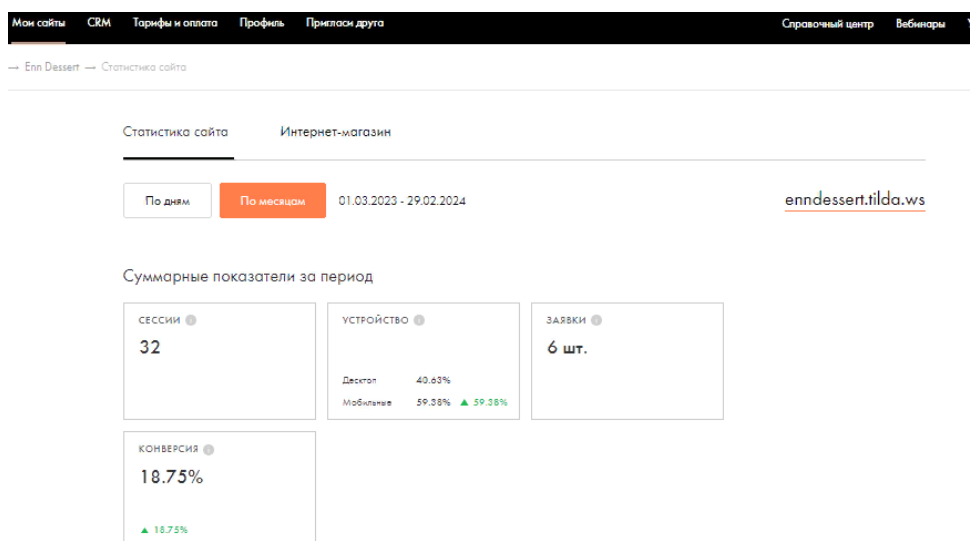 Мои сайты CRM Тарифы и оплата Профиль Пригласи друга Справочный центр Вебинары
→ Enn Dessert → Статистика сайта
Статистика сайта Интернет-магазин
По дням По месяцам 01.03.2023 - 29.02.2024 enndessert.tilda.ws
Суммарные показатели за период
СЕССИИ
32
УСТРОЙСТВО
Десктоп 40.63%
Мобильные 59.38% ▲ 59.38%
ЗАЯВКИ
6 шт.
КОНВЕРСИЯ
18.75%
▲ 18.75%